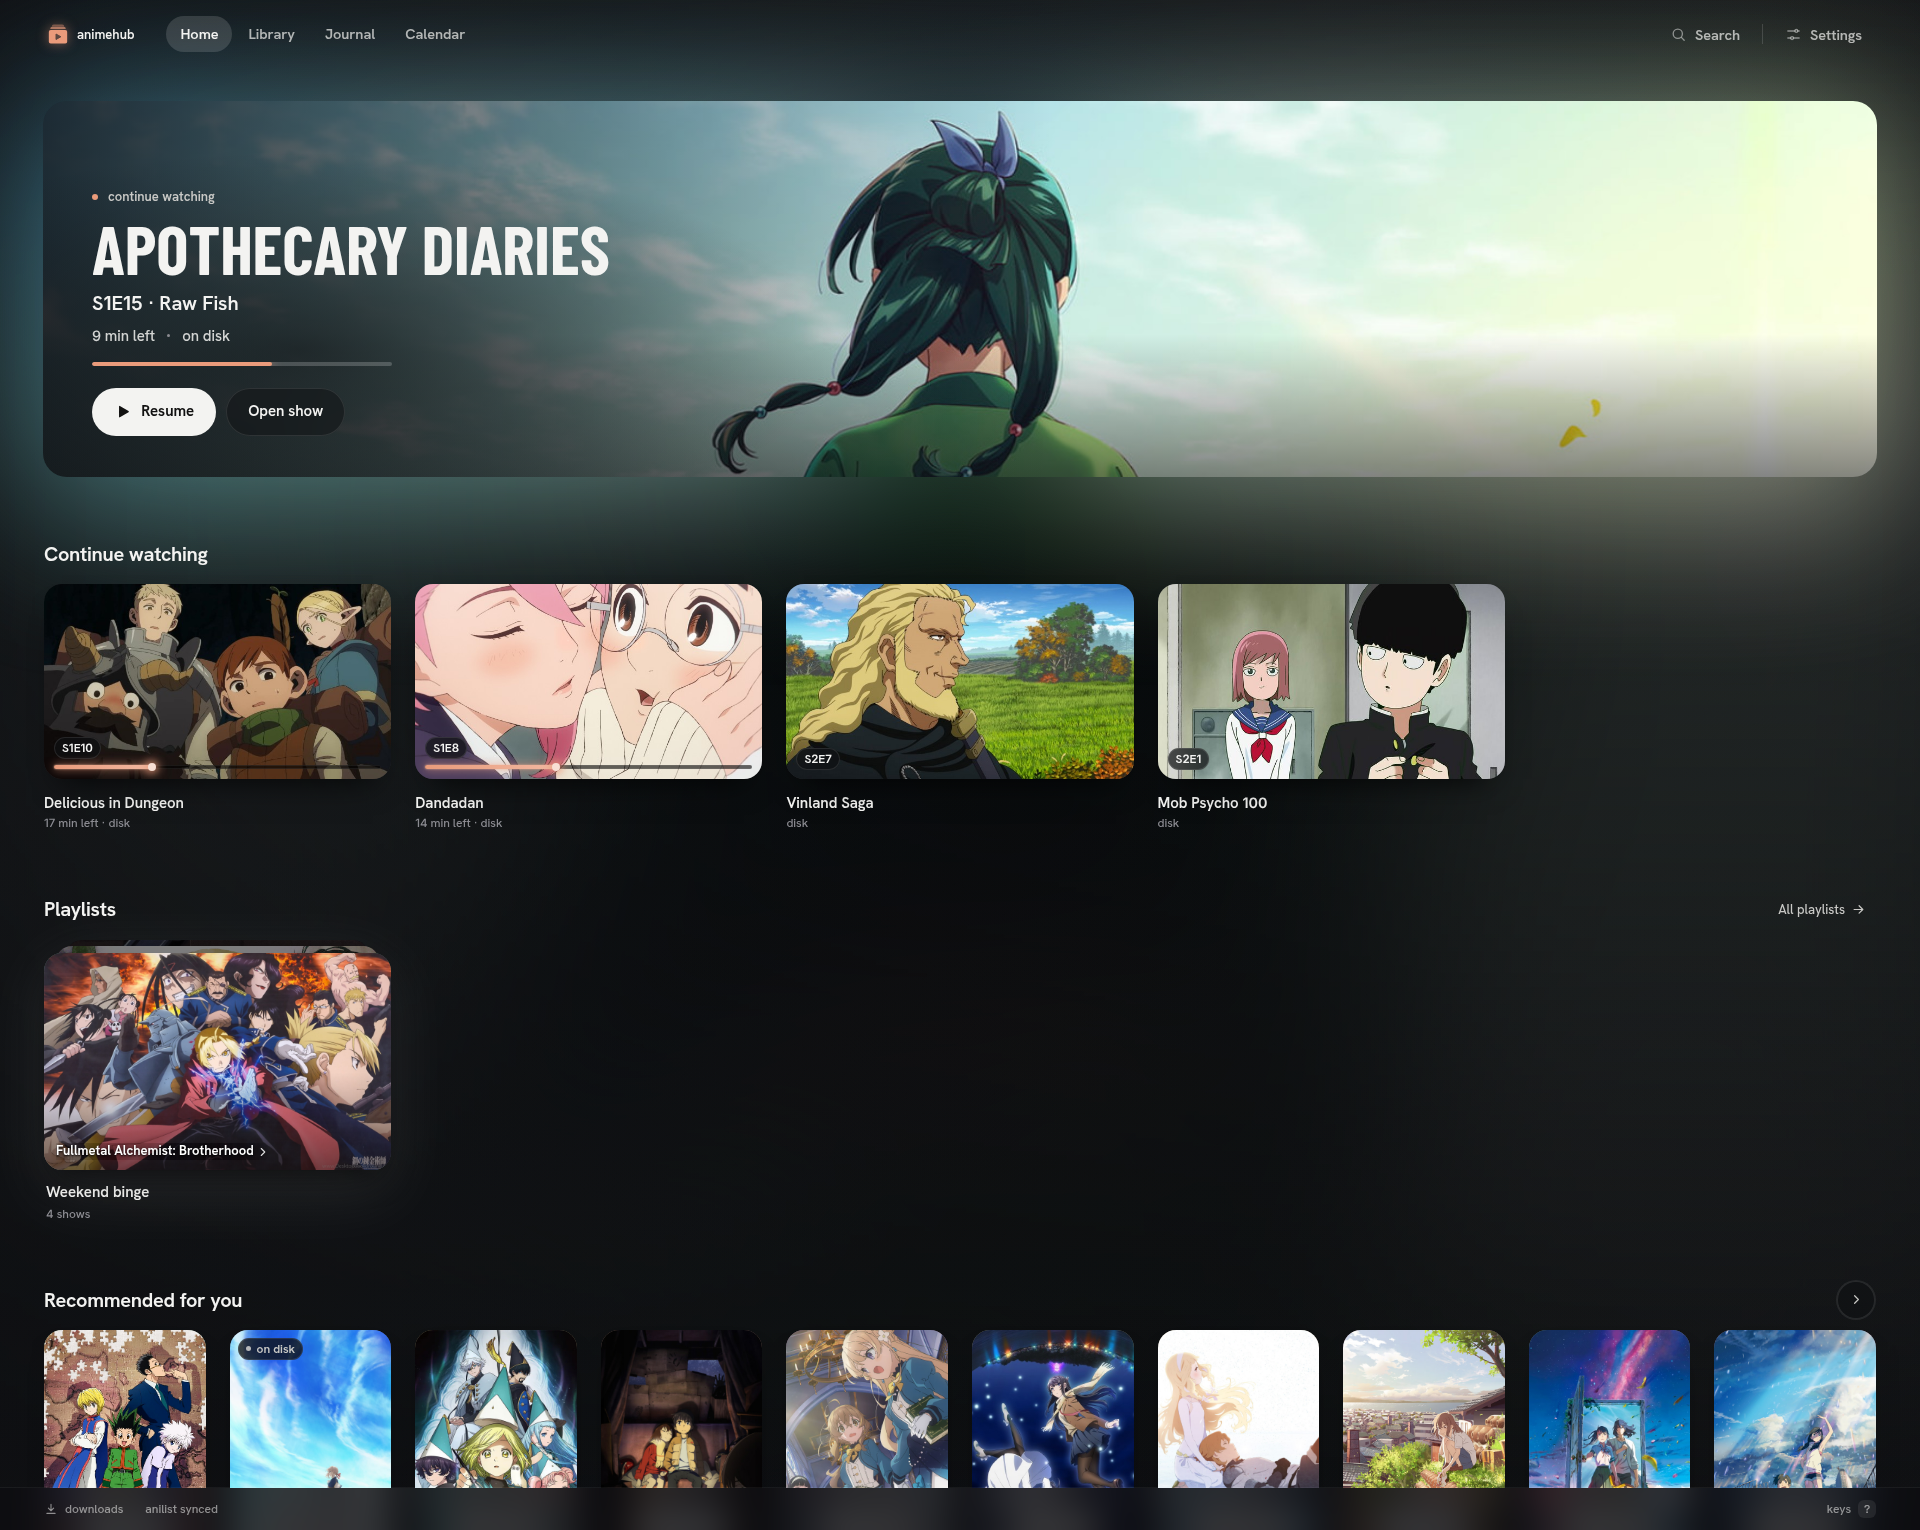 animehub
Home
Library
Journal
Calendar
Search
Settings
continue watching
APOTHECARY DIARIES
S1E15 · Raw Fish
9 min left · on disk
Resume
Open show
Continue watching
S1E10
S1E8
S2E7
S2E1
Delicious in Dungeon
17 min left · disk
Dandadan
14 min left · disk
Vinland Saga
disk
Mob Psycho 100
disk
Playlists
All playlists →
Fullmetal Alchemist: Brotherhood >
Weekend binge
4 shows
Recommended for you
on disk
downloads
anilist synced
keys ?